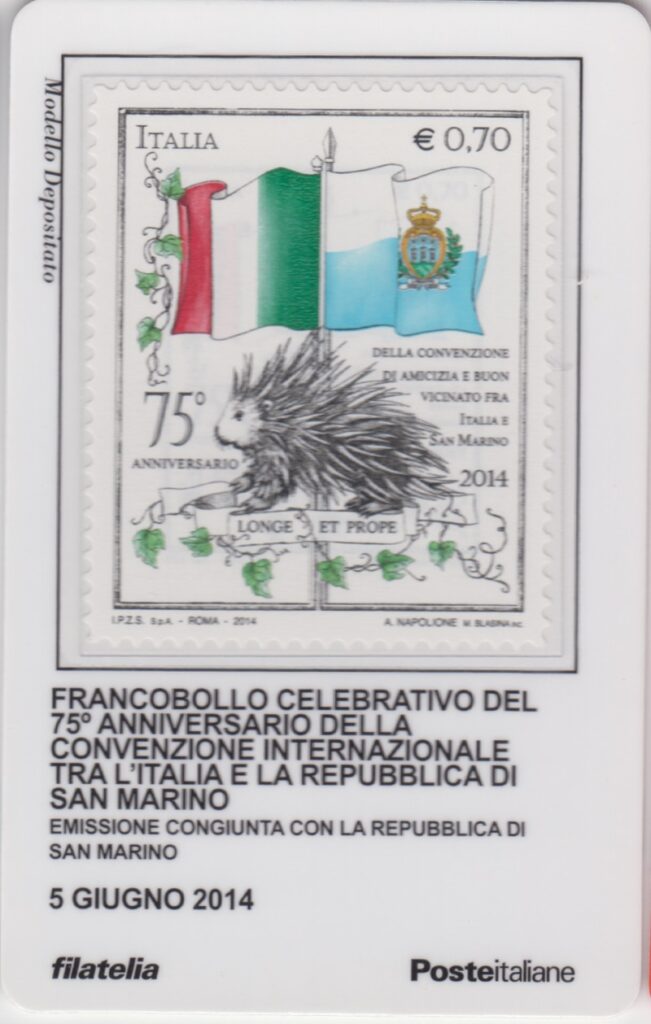 Modello Depositato
ITALIA
€ 0,70
DELLA CONVENZIONE
DI AMICIZIA E BUON
VICINATO FRA
ITALIA E
SAN MARINO
75°
ANNIVERSARIO
2014
LONGE ET PROPE
I.P.Z.S. S.p.A. - ROMA - 2014
A. NAPOLIONE M. BLASINA INC.
FRANCOBOLLO CELEBRATIVO DEL
75° ANNIVERSARIO DELLA
CONVENZIONE INTERNAZIONALE
TRA L'ITALIA E LA REPUBBLICA DI
SAN MARINO
EMISSIONE CONGIUNTA CON LA REPUBBLICA DI
SAN MARINO
5 GIUGNO 2014
filatelia
Posteitaliane